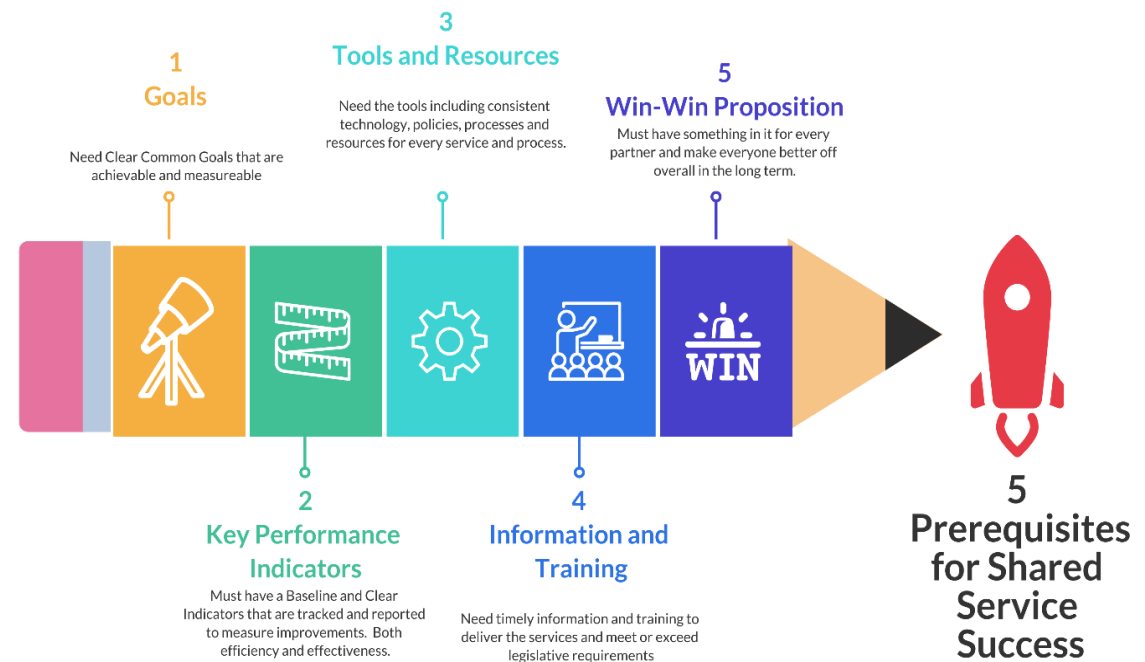 1
Goals
Need Clear Common Goals that are
achievable and measureable
3
Tools and Resources
Need the tools including consistent
technology, policies, processes and
resources for every service and process.
5
Win-Win Proposition
Must have something in it for every
partner and make everyone better off
overall in the long term.
WIN
2
Key Performance
Indicators
Must have a Baseline and Clear
Indicators that are tracked and reported
to measure improvements. Both
efficiency and effectiveness.
4
Information and
Training
Need timely information and training to
deliver the services and meet or exceed
legislative requirements
5
Prerequisites
for Shared
Service
Success